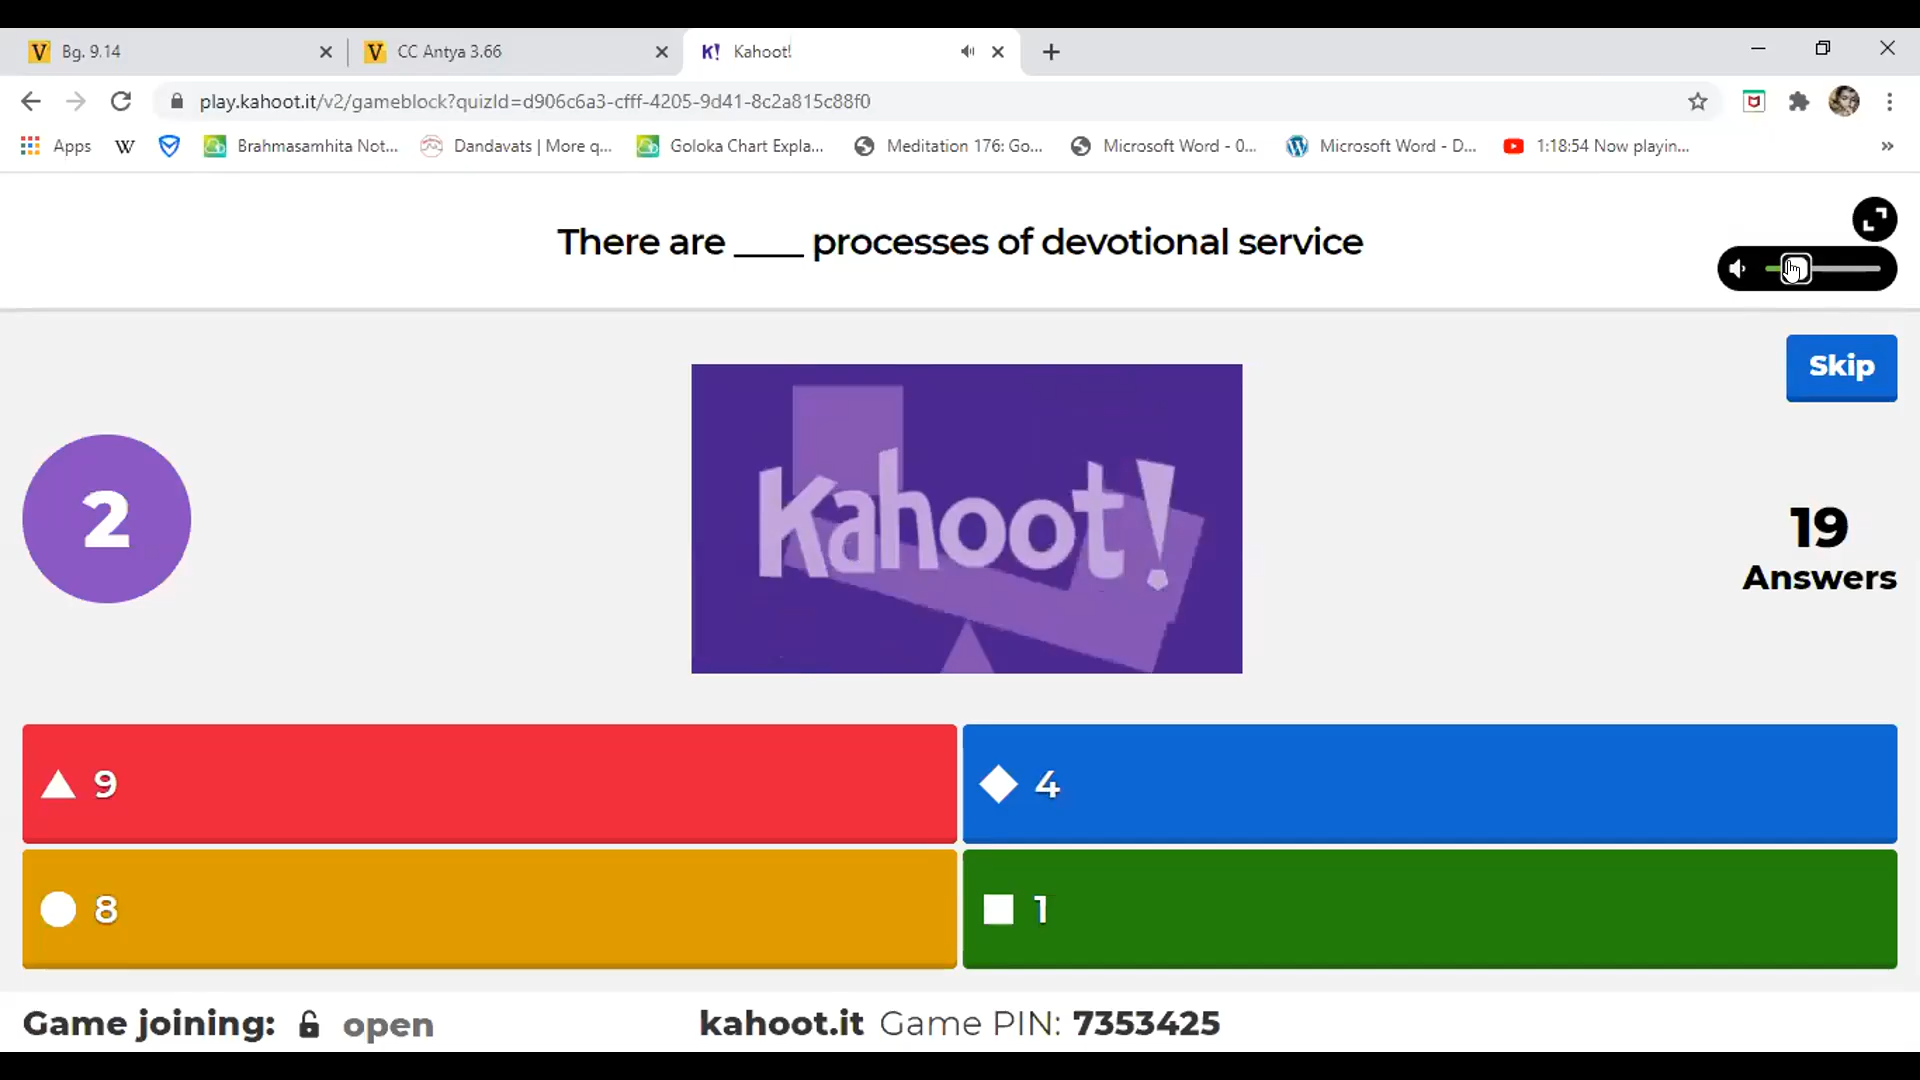 Bg. 9.14
CC Antya 3.66
K! Kahoot!
play.kahoot.it/v2/gameblock?quizId=d906c6a3-cfff-4205-9d41-8c2a815c88f0
Apps
W
Brahmasamhita Not...
Dandavats | More q...
Goloka Chart Expla...
Meditation 176: Go...
Microsoft Word - 0...
Microsoft Word - D...
1:18:54 Now playin...
»
There are ____ processes of devotional service
Skip
2
Kahoot!
19
Answers
9
4
8
1
Game joining: open
kahoot.it Game PIN: 7353425